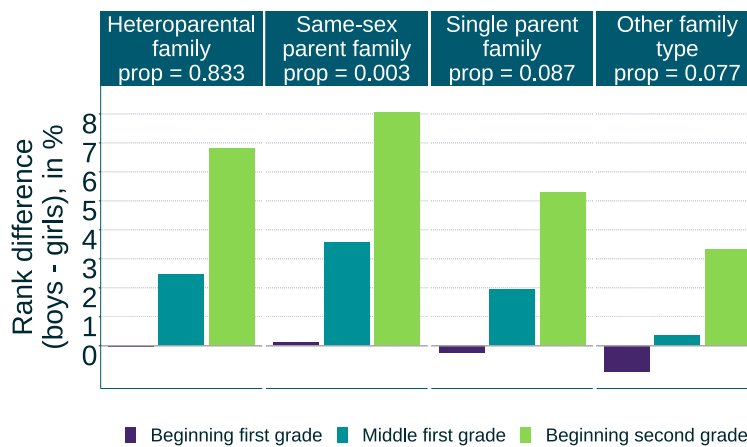 Heteroparental
family
prop = 0.833
Same-sex
parent family
prop = 0.003
Single parent
family
prop = 0.087
Other family
type
prop = 0.077
Rank difference
(boys - girls), in %
8
7
6
5
4
3
2
1
0
Beginning first grade
Middle first grade
Beginning second grade